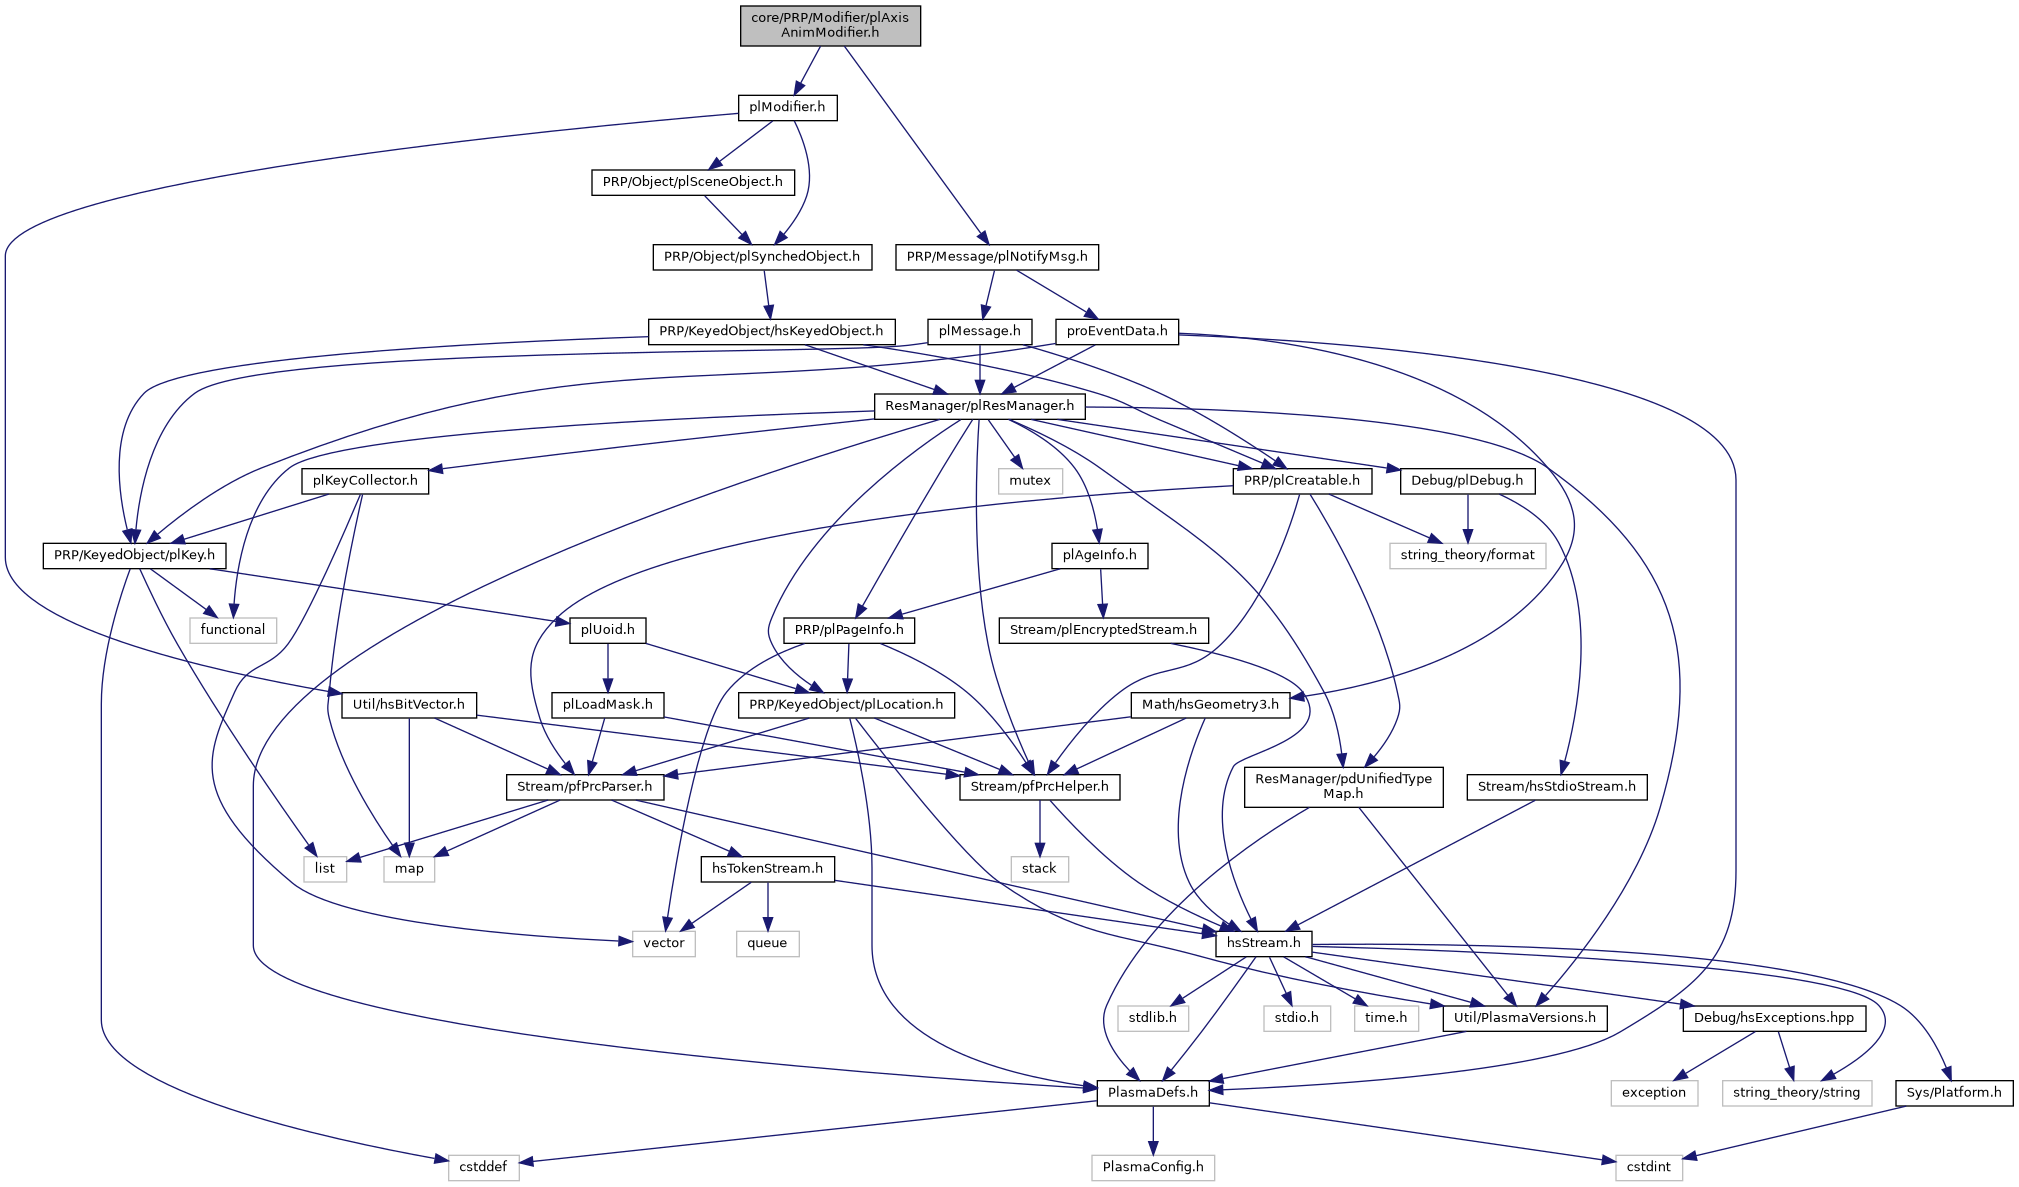 core/PRP/Modifier/plAxis
AnimModifier.h
plModifier.h
PRP/Object/plSceneObject.h
PRP/Object/plSynchedObject.h
PRP/Message/plNotifyMsg.h
PRP/KeyedObject/hsKeyedObject.h
plMessage.h
proEventData.h
ResManager/plResManager.h
plKeyCollector.h
mutex
PRP/plCreatable.h
Debug/plDebug.h
PRP/KeyedObject/plKey.h
plAgeInfo.h
string_theory/format
functional
plUoid.h
PRP/plPageInfo.h
Stream/plEncryptedStream.h
Util/hsBitVector.h
plLoadMask.h
PRP/KeyedObject/plLocation.h
Math/hsGeometry3.h
Stream/pfPrcParser.h
Stream/pfPrcHelper.h
ResManager/pdUnifiedType
Map.h
Stream/hsStdioStream.h
list
map
hsTokenStream.h
stack
vector
queue
hsStream.h
stdlib.h
stdio.h
time.h
Util/PlasmaVersions.h
Debug/hsExceptions.hpp
PlasmaDefs.h
exception
string_theory/string
Sys/Platform.h
cstddef
PlasmaConfig.h
cstdint